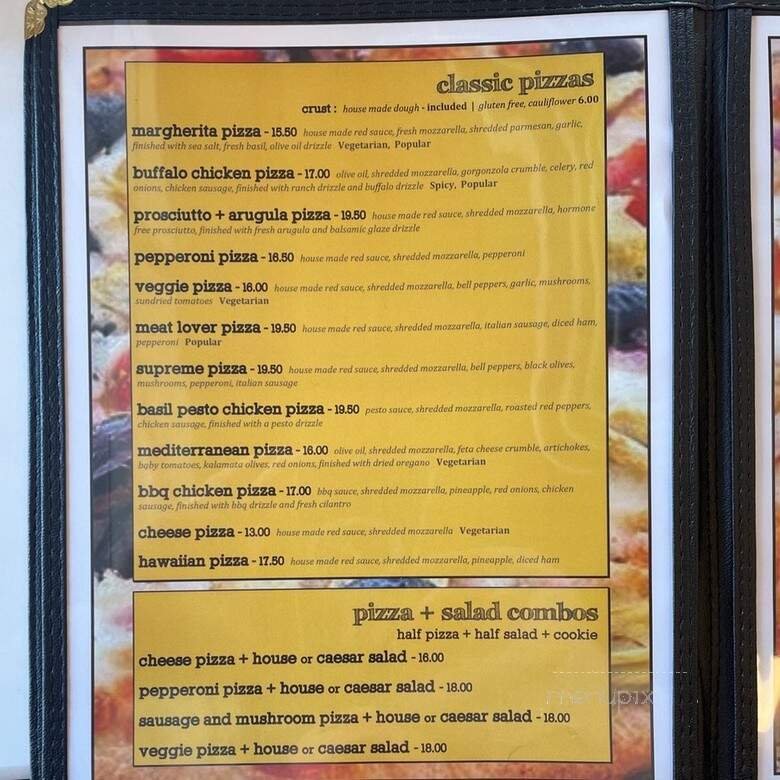 classic pizzas
crust : house made dough - included | gluten free, cauliflower 6.00
margherita pizza - 15.50 house made red sauce, fresh mozzarella, shredded parmesan, garlic,
finished with sea salt, fresh basil, olive oil drizzle Vegetarian, Popular
buffalo chicken pizza - 17.00 olive oil, shredded mozzarella, gorgonzola crumble, celery, red
onions, chicken sausage, finished with ranch drizzle and buffalo drizzle Spicy, Popular
prosciutto + arugula pizza - 19.50 house made red sauce, shredded mozzarella, hormone
free prosciutto, finished with fresh arugula and balsamic glaze drizzle
pepperoni pizza - 16.50 house made red sauce, shredded mozzarella, pepperoni
veggie pizza - 16.00 house made red sauce, shredded mozzarella, bell peppers, garlic, mushrooms,
sundried tomatoes Vegetarian
meat lover pizza - 19.50 house made red sauce, shredded mozzarella, italian sausage, diced ham,
pepperoni Popular
supreme pizza - 19.50 house made red sauce, shredded mozzarella, bell peppers, black olives,
mushrooms, pepperoni, italian sausage
basil pesto chicken pizza - 19.50 pesto sauce, shredded mozzarella, roasted red peppers,
chicken sausage, finished with a pesto drizzle
mediterranean pizza - 16.00 olive oil, shredded mozzarella, feta cheese crumble, artichokes,
baby tomatoes, kalamata olives, red onions, finished with dried oregano Vegetarian
bbq chicken pizza - 17.00 bbq sauce, shredded mozzarella, pineapple, red onions, chicken
sausage, finished with bbq drizzle and fresh cilantro
cheese pizza - 13.00 house made red sauce, shredded mozzarella Vegetarian
hawaiian pizza - 17.50 house made red sauce, shredded mozzarella, pineapple, diced ham
pizza + salad combos
half pizza + half salad + cookie
cheese pizza + house or caesar salad - 16.00
pepperoni pizza + house or caesar salad - 18.00
menupix
sausage and mushroom pizza + house or caesar salad - 18.00
veggie pizza + house or caesar salad - 18.00